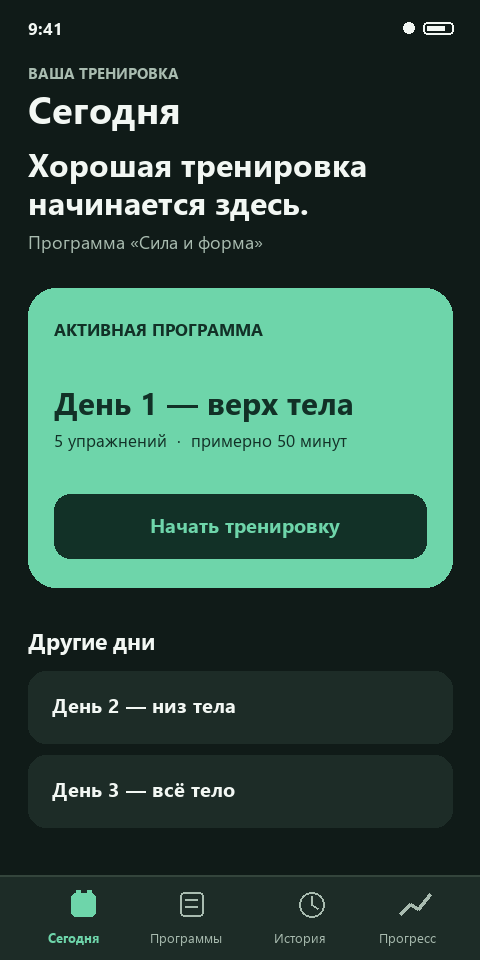 9:41
ВАША ТРЕНИРОВКА
Сегодня
Хорошая тренировка
начинается здесь.
Программа «Сила и форма»
АКТИВНАЯ ПРОГРАММА
День 1 — верх тела
5 упражнений · примерно 50 минут
Начать тренировку
Другие дни
День 2 — низ тела
День 3 — всё тело
Сегодня
Программы
История
Прогресс